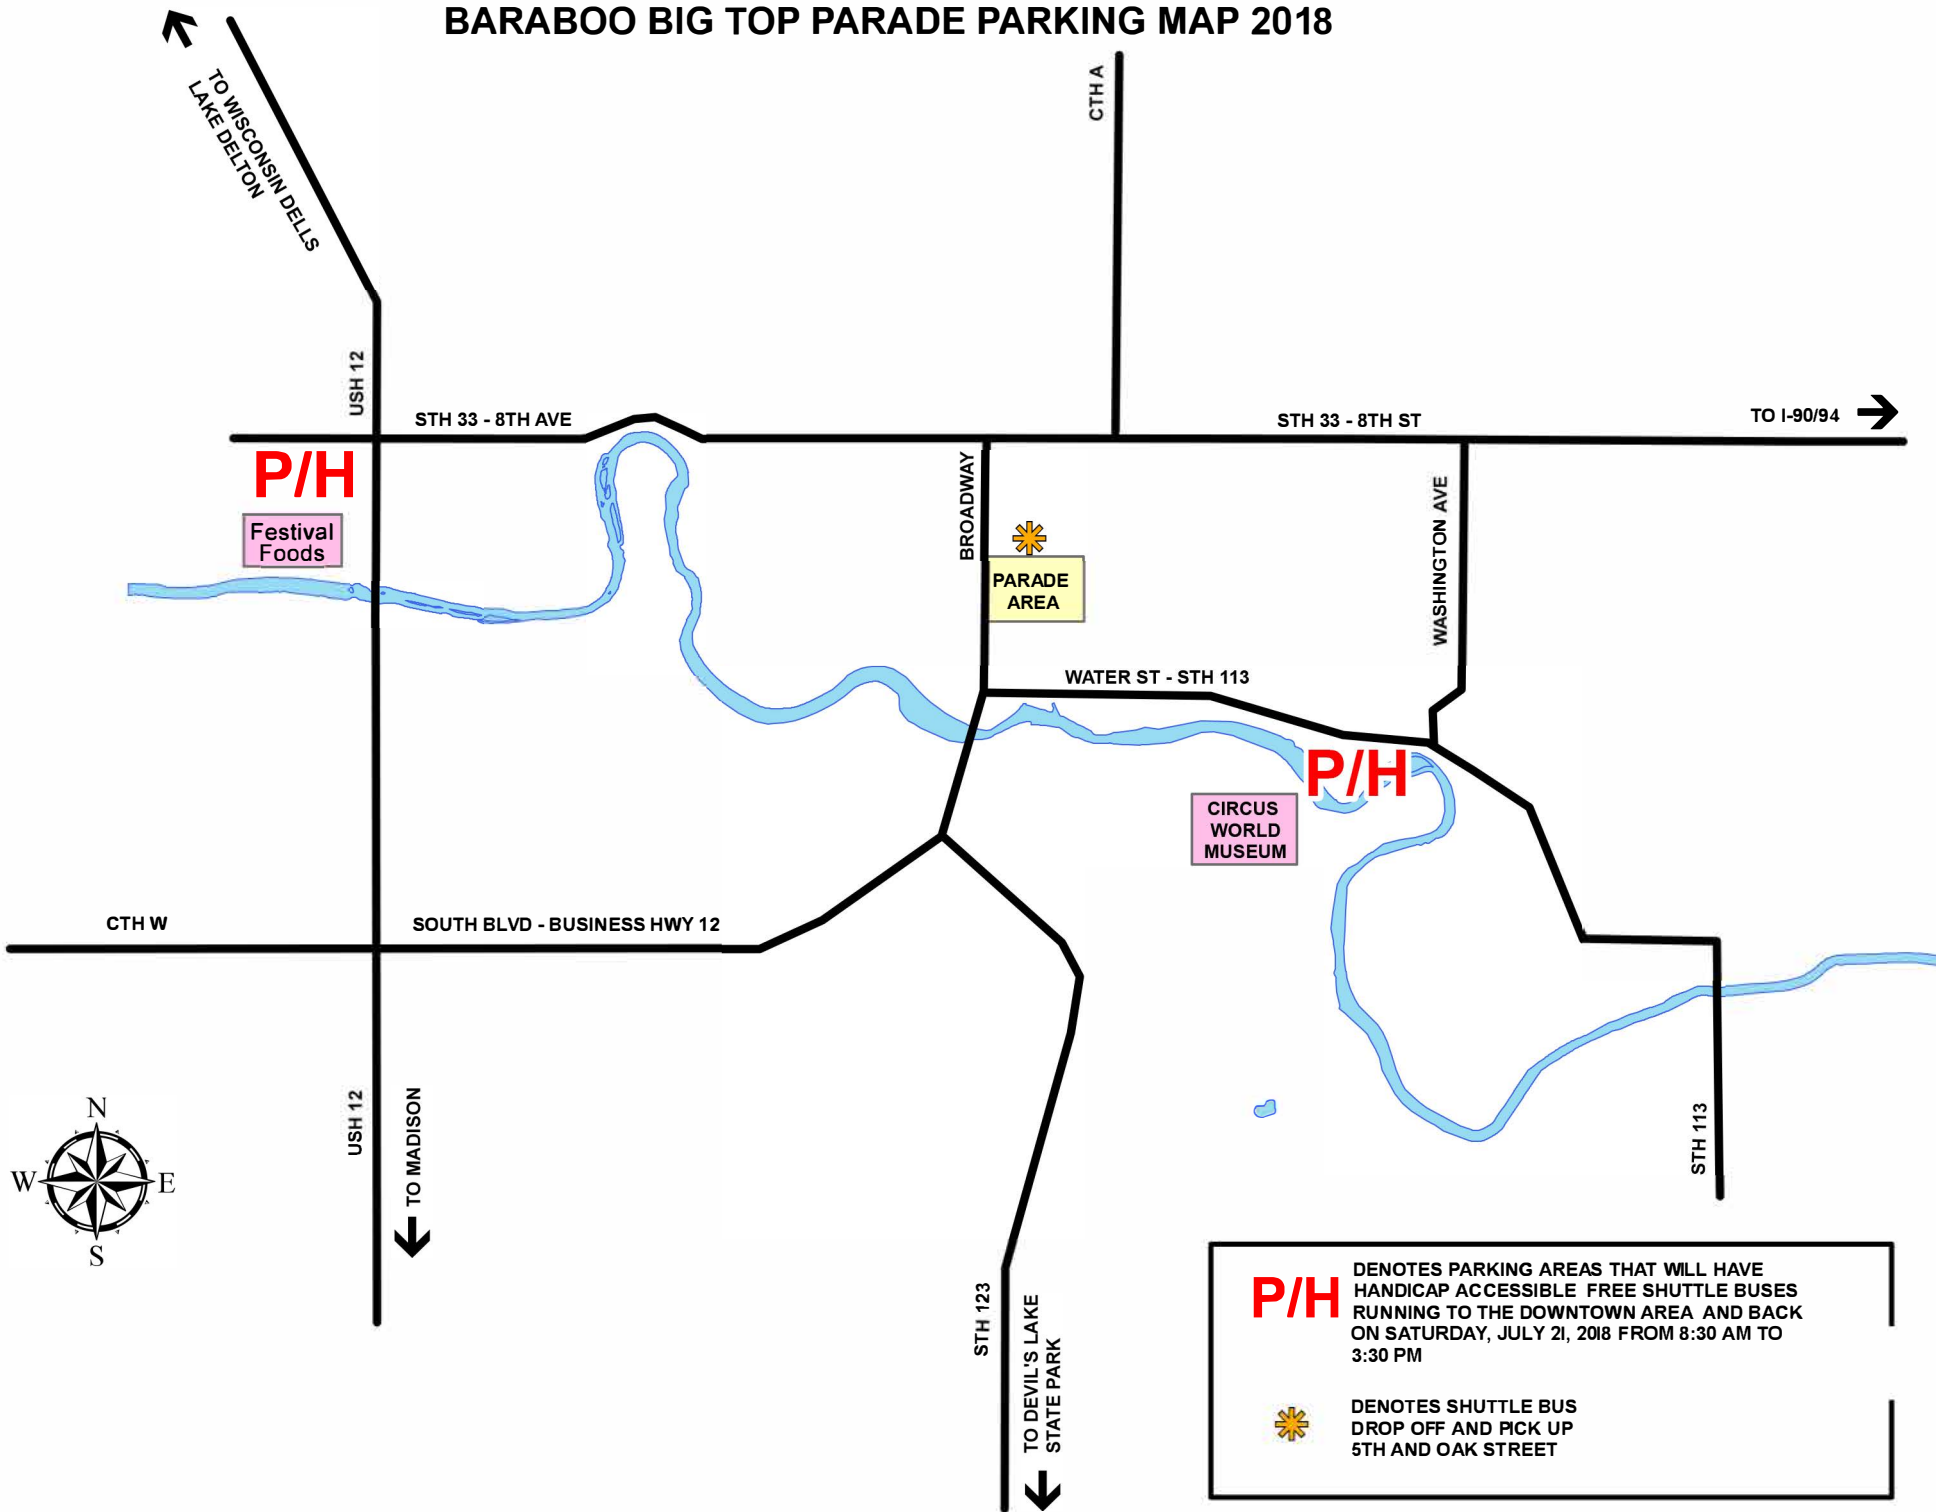 BARABOO BIG TOP PARADE PARKING MAP 2018
TO WISCONSIN DELLS
LAKE DELTON
CTH A
USH 12
STH 33 - 8TH AVE
STH 33 - 8TH ST
TO I-90/94
P/H
Festival
Foods
BROADWAY
PARADE
AREA
WASHINGTON AVE
WATER ST - STH 113
P/H
CIRCUS
WORLD
MUSEUM
CTH W
SOUTH BLVD - BUSINESS HWY 12
N
W
E
S
USH 12
TO MADISON
STH 113
STH 123
TO DEVIL'S LAKE
STATE PARK
P/H
DENOTES PARKING AREAS THAT WILL HAVE
HANDICAP ACCESSIBLE FREE SHUTTLE BUSES
RUNNING TO THE DOWNTOWN AREA AND BACK
ON SATURDAY, JULY 21, 2018 FROM 8:30 AM TO
3:30 PM
DENOTES SHUTTLE BUS
DROP OFF AND PICK UP
5TH AND OAK STREET